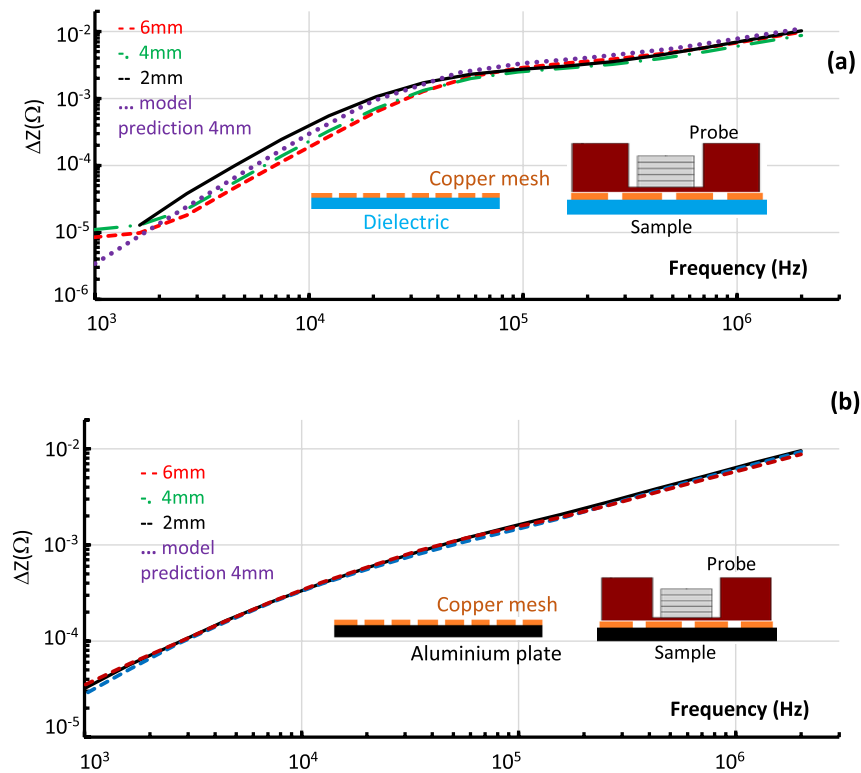 10⁻²
10⁻³
10⁻⁴
10⁻⁵
10⁻⁶
ΔZ(Ω)
- - 6mm
-. 4mm
-- 2mm
... model
prediction 4mm
(a)
Probe
Copper mesh
Dielectric
Sample
Frequency (Hz)
10³ 10⁴ 10⁵ 10⁶
(b)
10⁻²
10⁻³
10⁻⁴
10⁻⁵
ΔZ(Ω)
- - 6mm
-. 4mm
-- 2mm
... model
prediction 4mm
Probe
Copper mesh
Aluminium plate
Sample
Frequency (Hz)
10³ 10⁴ 10⁵ 10⁶